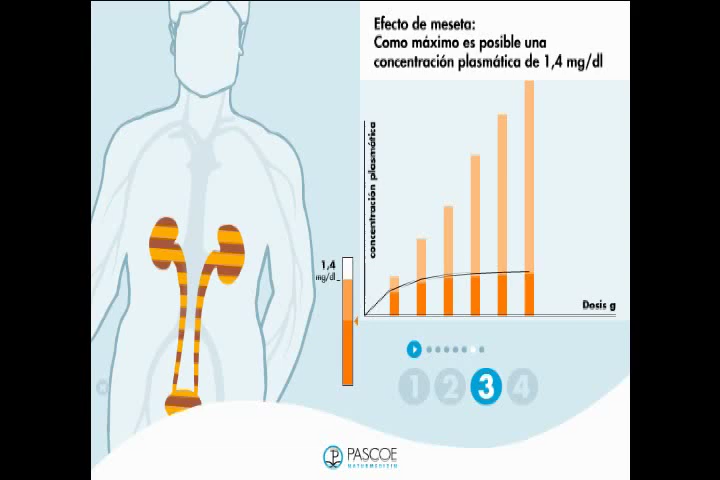 Efecto de meseta:
Como máximo es posible una
concentración plasmática de 1,4 mg/dl
concentración plasmática
1,4
mg/dl
Dosis g
1 2 3 4
PASCOE
NATURMEDIZIN